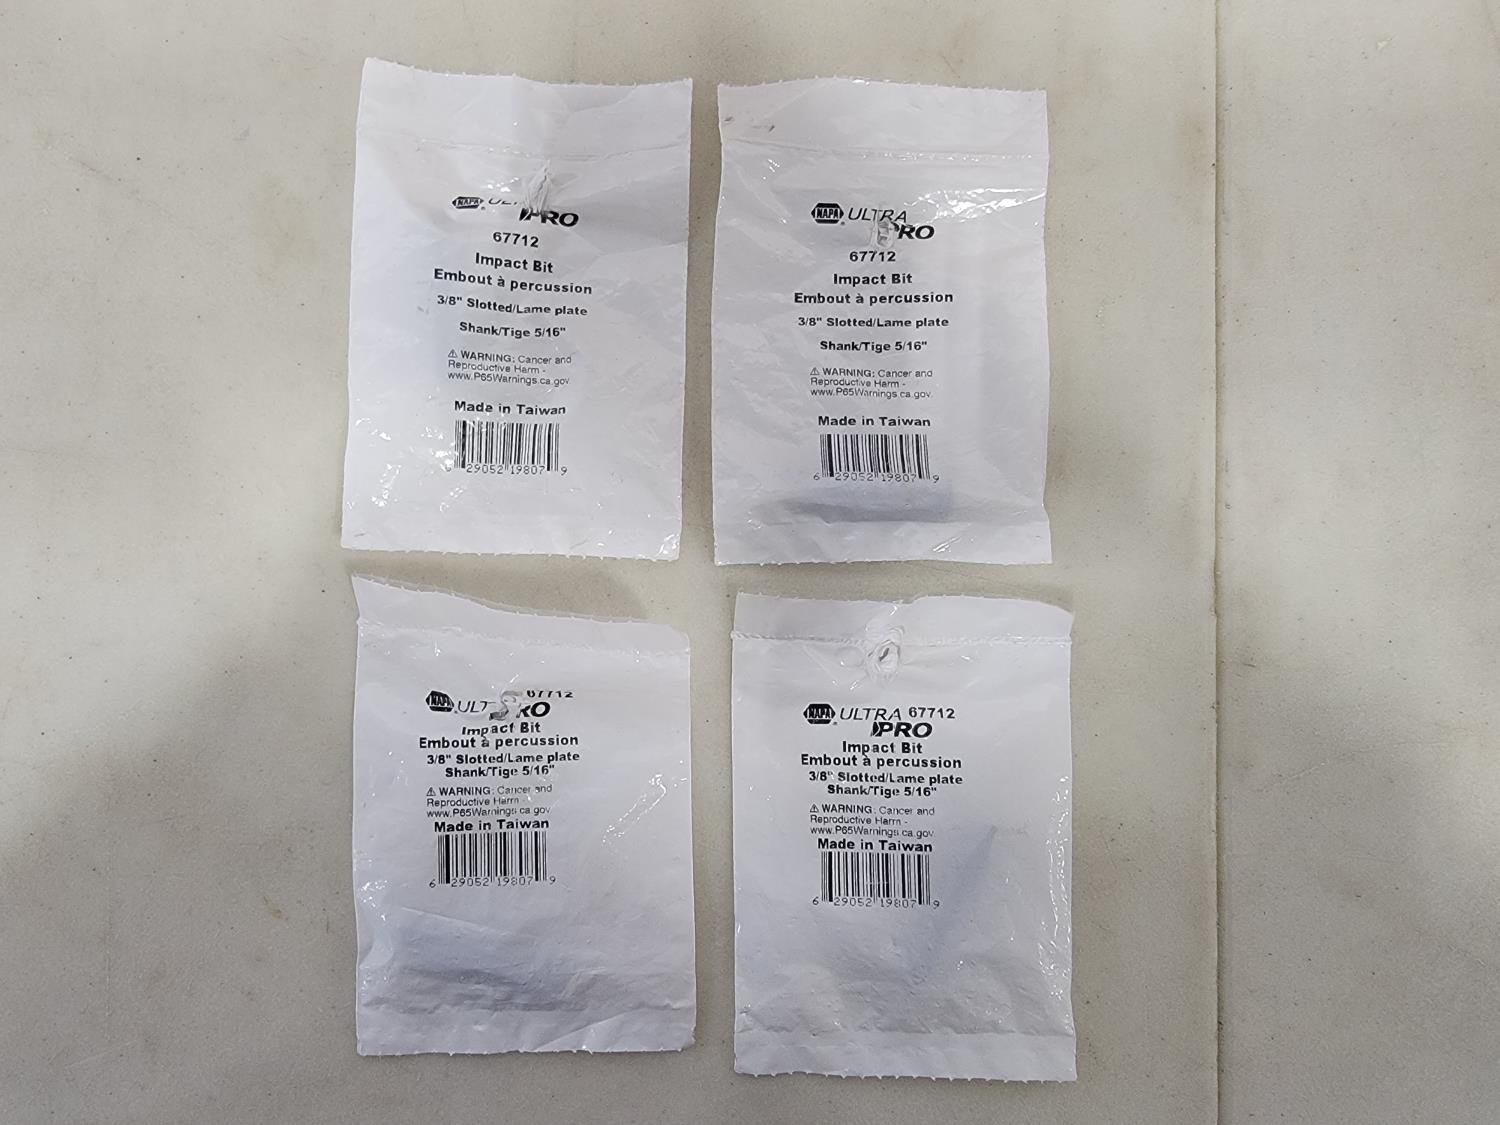 NAPA
PRO
67712
Impact Bit
Embout à percussion
3/8" Slotted/Lame plate
Shank/Tige 5/16"
⚠ WARNING: Cancer and
Reproductive Harm -
www.P65Warnings.ca.gov
Made in Taiwan
29052 19807 9
NAPA ULTRA
PRO
67712
Impact Bit
Embout à percussion
3/8" Slotted/Lame plate
Shank/Tige 5/16"
⚠ WARNING: Cancer and
Reproductive Harm -
www.P65Warnings.ca.gov
Made in Taiwan
6 29052 19807 9
67712
NAPA
Impact Bit
Embout à percussion
3/8" Slotted/Lame plate
Shank/Tige 5/16"
⚠ WARNING: Cancer and
Reproductive Harm -
www.P65Warnings.ca.gov
Made in Taiwan
6 29052 19807 9
NAPA ULTRA 67712
PRO
Impact Bit
Embout à percussion
3/8" Slotted/Lame plate
Shank/Tige 5/16"
⚠ WARNING: Cancer and
Reproductive Harm -
www.P65Warnings.ca.gov
Made in Taiwan
6 29052 19807 9